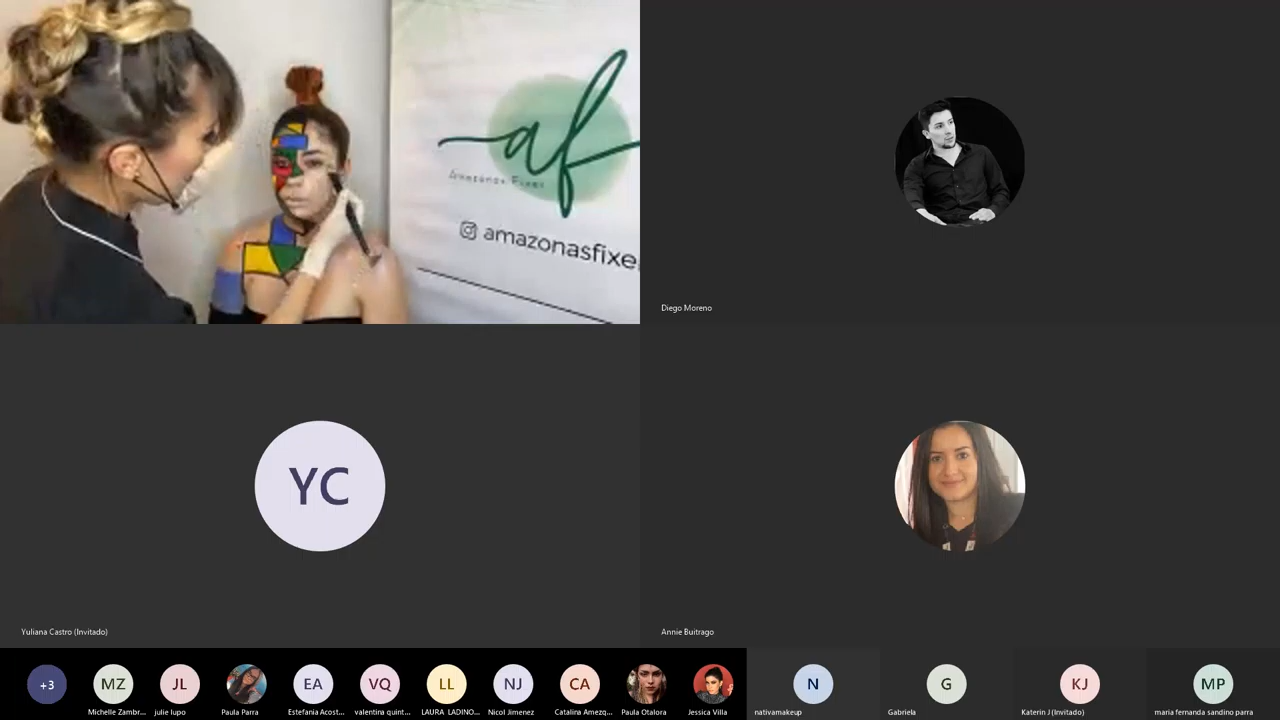 af
Amazonas Fixer
amazonasfixe
Diego Moreno
YC
Yuliana Castro (Invitado)
Annie Buitrago
+3
MZ
JL
EA
VQ
LL
NJ
CA
N
G
KJ
MP
Michelle Zambr...
julie lupo
Paula Parra
Estefania Acost...
valentina quint...
LAURA LADINO...
Nicol Jimenez
Catalina Amezq...
Paula Otalora
Jessica Villa
nativamakeup
Gabriela
Katerin J (Invitado)
maria fernanda sandino parra